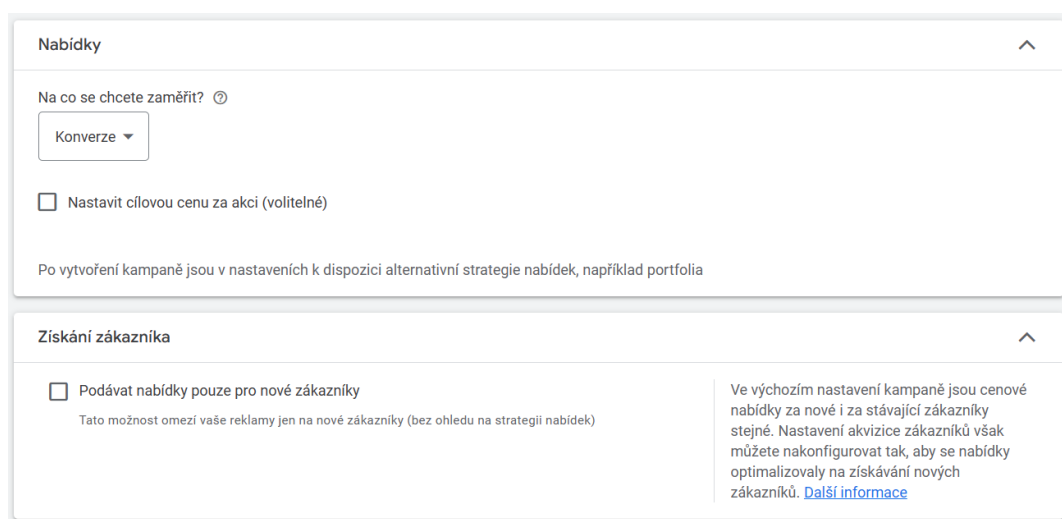 Nabídky
Na co se chcete zaměřit?
Konverze
Nastavit cílovou cenu za akci (volitelné)
Po vytvoření kampaně jsou v nastaveních k dispozici alternativní strategie nabídek, například portfolia
Získání zákazníka
Podávat nabídky pouze pro nové zákazníky
Tato možnost omezí vaše reklamy jen na nové zákazníky (bez ohledu na strategii nabídek)
Ve výchozím nastavení kampaně jsou cenové
nabídky za nové i za stávající zákazníky
stejné. Nastavení akvizice zákazníků však
můžete nakonfigurovat tak, aby se nabídky
optimalizovaly na získávání nových
zákazníků. Další informace